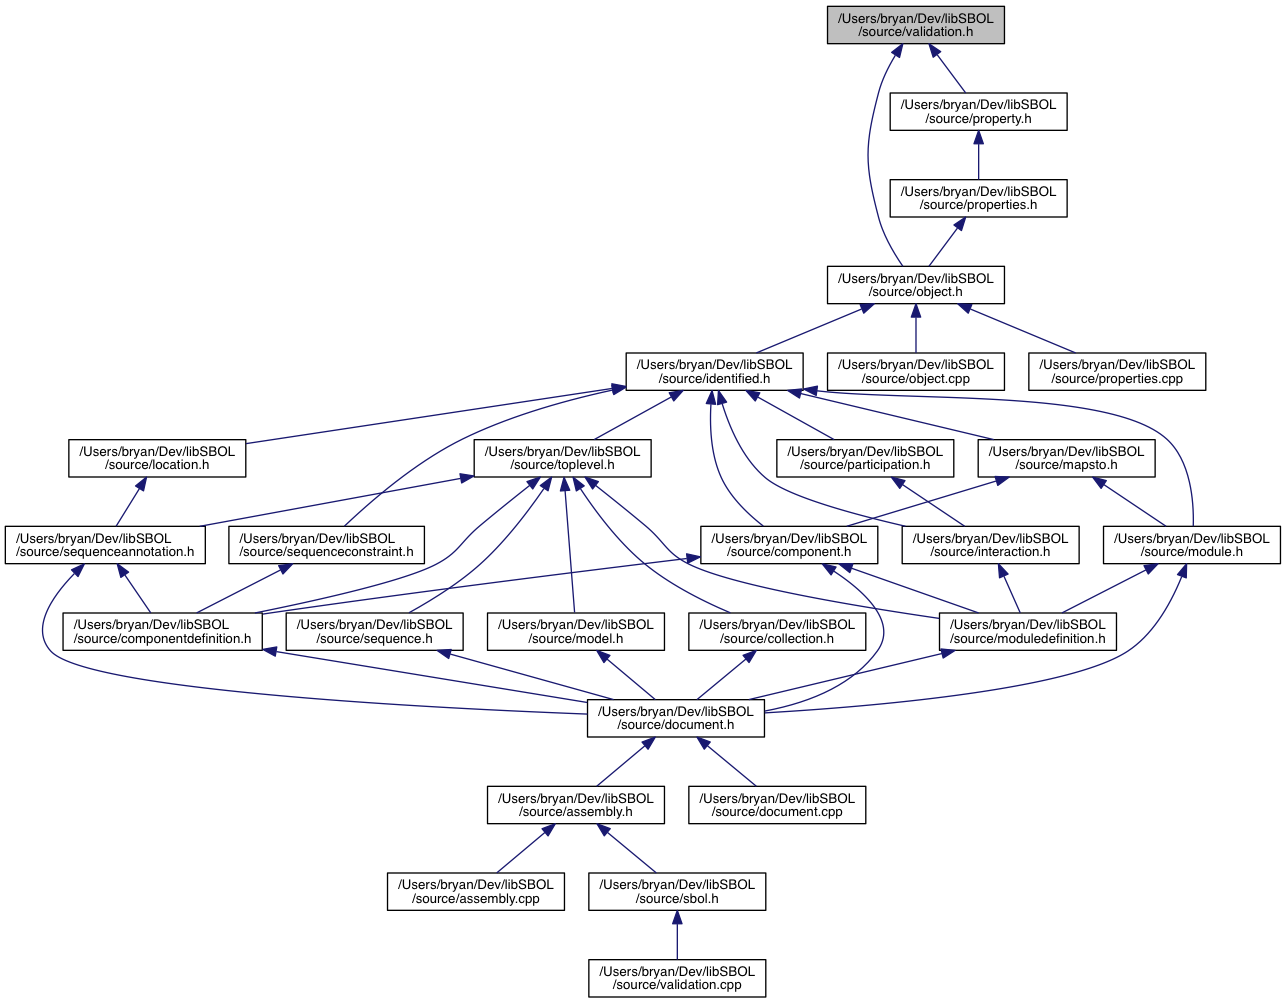 /Users/bryan/Dev/libSBOL
/source/validation.h
/Users/bryan/Dev/libSBOL
/source/property.h
/Users/bryan/Dev/libSBOL
/source/properties.h
/Users/bryan/Dev/libSBOL
/source/object.h
/Users/bryan/Dev/libSBOL
/source/identified.h
/Users/bryan/Dev/libSBOL
/source/object.cpp
/Users/bryan/Dev/libSBOL
/source/properties.cpp
/Users/bryan/Dev/libSBOL
/source/location.h
/Users/bryan/Dev/libSBOL
/source/toplevel.h
/Users/bryan/Dev/libSBOL
/source/participation.h
/Users/bryan/Dev/libSBOL
/source/mapsto.h
/Users/bryan/Dev/libSBOL
/source/sequenceannotation.h
/Users/bryan/Dev/libSBOL
/source/sequenceconstraint.h
/Users/bryan/Dev/libSBOL
/source/component.h
/Users/bryan/Dev/libSBOL
/source/interaction.h
/Users/bryan/Dev/libSBOL
/source/module.h
/Users/bryan/Dev/libSBOL
/source/componentdefinition.h
/Users/bryan/Dev/libSBOL
/source/sequence.h
/Users/bryan/Dev/libSBOL
/source/model.h
/Users/bryan/Dev/libSBOL
/source/collection.h
/Users/bryan/Dev/libSBOL
/source/moduledefinition.h
/Users/bryan/Dev/libSBOL
/source/document.h
/Users/bryan/Dev/libSBOL
/source/assembly.h
/Users/bryan/Dev/libSBOL
/source/document.cpp
/Users/bryan/Dev/libSBOL
/source/assembly.cpp
/Users/bryan/Dev/libSBOL
/source/sbol.h
/Users/bryan/Dev/libSBOL
/source/validation.cpp